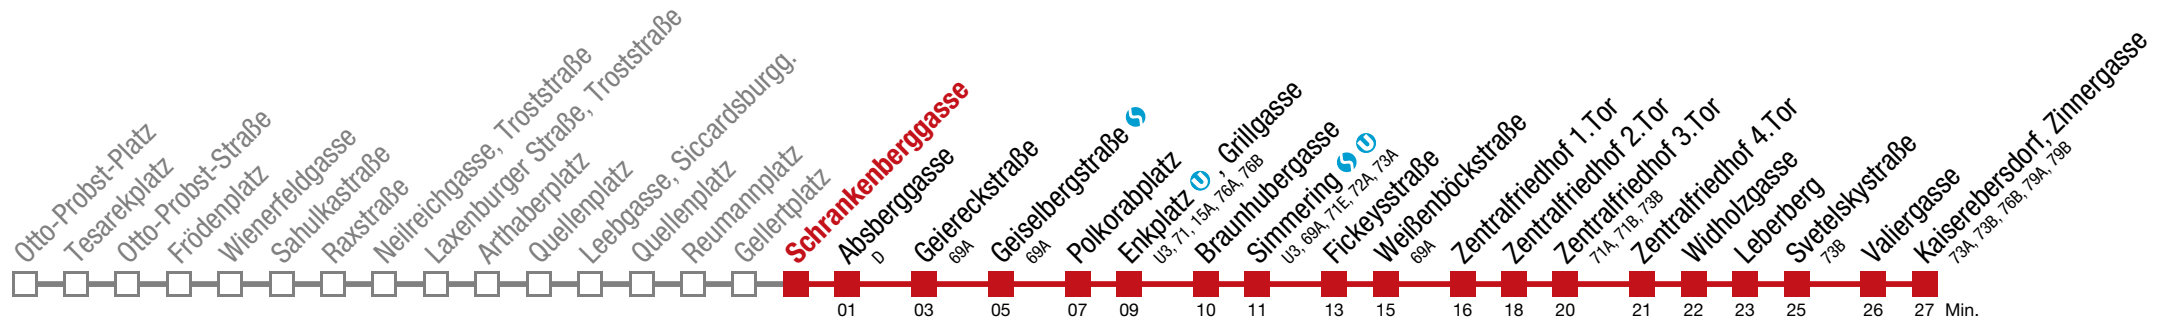 Otto-Probst-Platz
Tesarekplatz
Otto-Probst-Straße
Frödenplatz
Wienerfeldgasse
Sahulkastraße
Raxstraße
Neilreichgasse, Troststraße
Laxenburger Straße, Troststraße
Arthaberplatz
Quellenplatz
Leebgasse, Siccardsburgg.
Quellenplatz
Reumannplatz
Gellertplatz
Schrankenberggasse
Absberggasse
D
Geiereckstraße
69A
Geiselbergstraße S
69A
Polkorabplatz
Enkplatz U, Grillgasse
U3, 71, 15A, 76A, 76B
Braunhubergasse
Simmering S U
U3, 69A, 71E, 72A, 73A
Fickeysstraße
Weißenböckstraße
69A
Zentralfriedhof 1.Tor
Zentralfriedhof 2.Tor
Zentralfriedhof 3.Tor
71A, 71B, 73B
Zentralfriedhof 4.Tor
Widholzgasse
Leberberg
Svetelskystraße
73B
Valiergasse
Kaiserebersdorf, Zinnergasse
73A, 73B, 76B, 79A, 79B
01 03 05 07 09 10 11 13 15 16 18 20 21 22 23 25 26 27 Min.